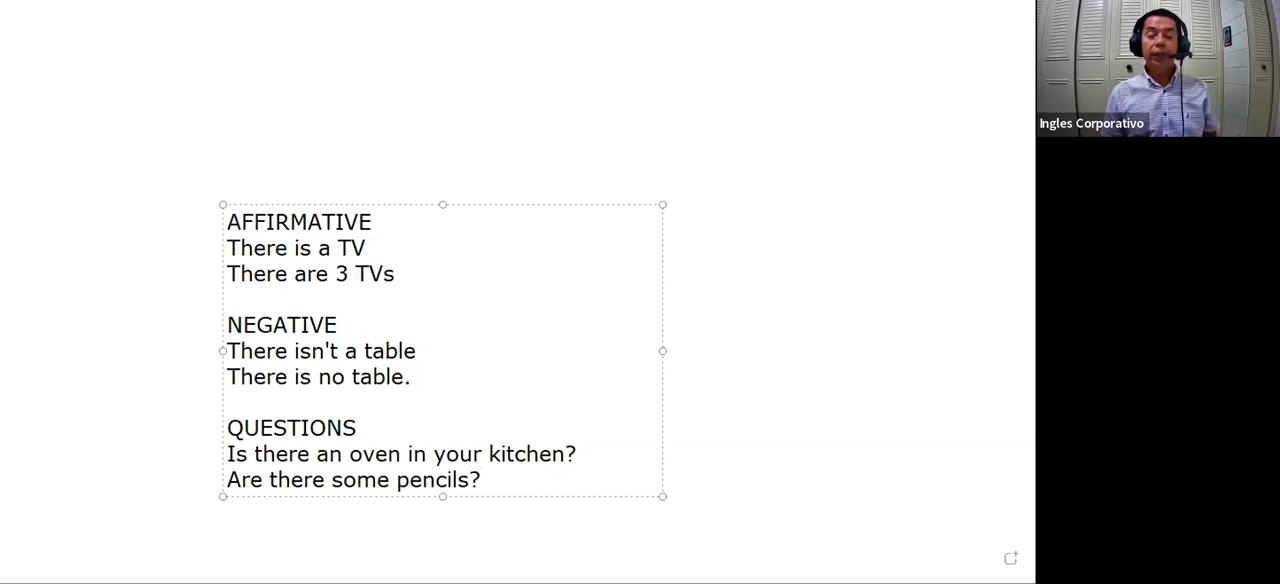 AFFIRMATIVE
There is a TV
There are 3 TVs
NEGATIVE
There isn't a table
There is no table.
QUESTIONS
Is there an oven in your kitchen?
Are there some pencils?
Ingles Corporativo